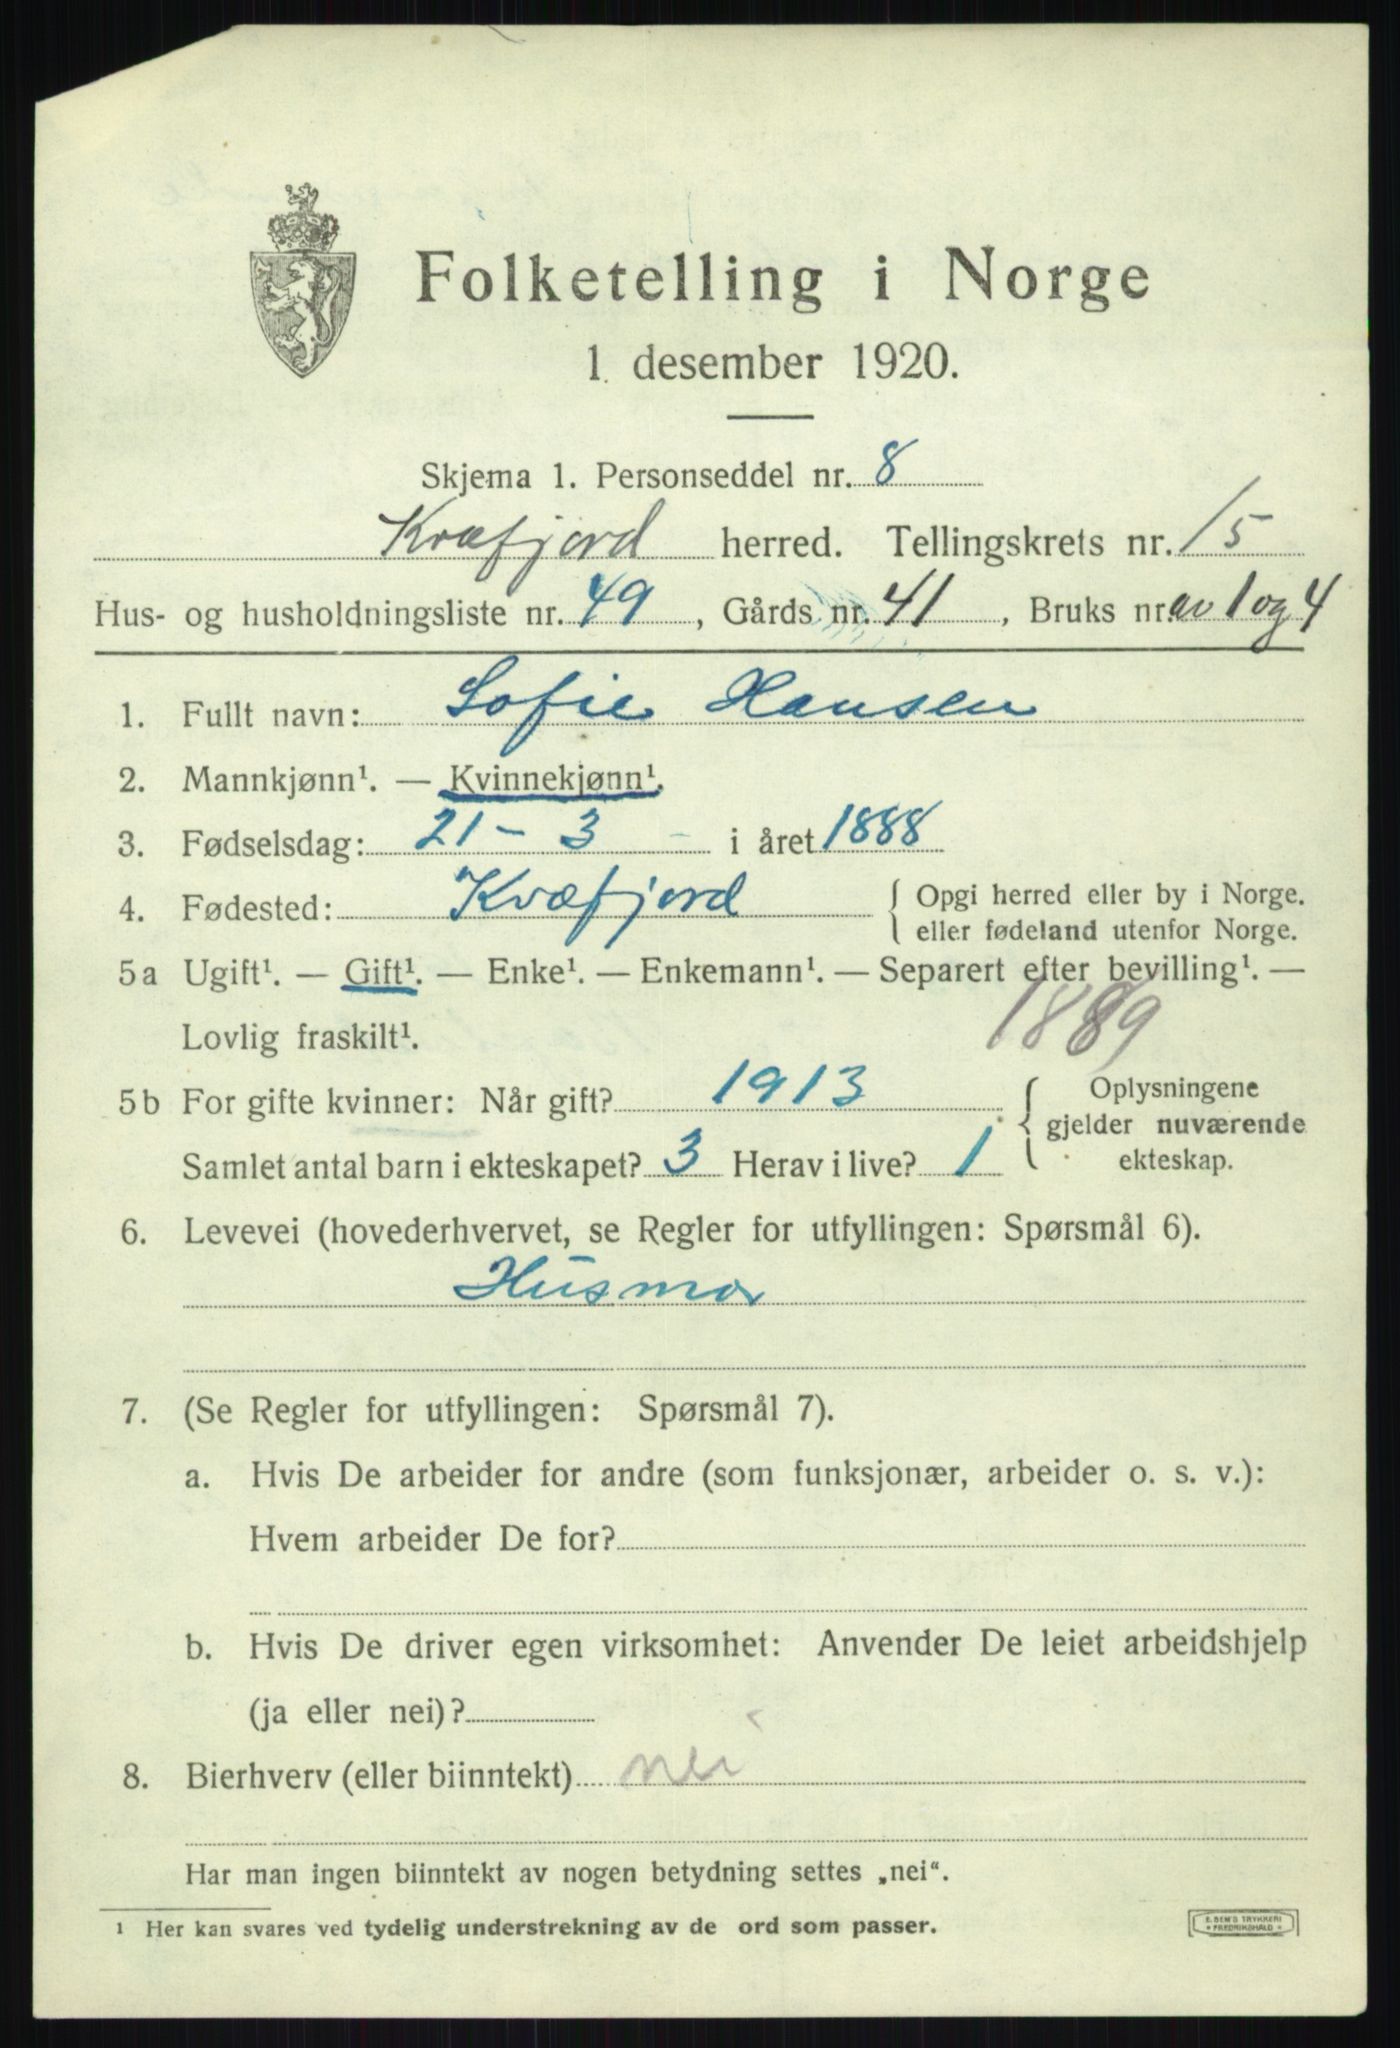 Folketelling i Norge
1. desember 1920.
Skjema 1. Personseddel nr. 8
Kvæfjord herred. Tellingskrets nr. 15
Hus- og husholdningsliste nr. 49, Gårds nr. 41, Bruks nr. av 1 og 4
1. Fullt navn: Sofie Hansen
2. Mannkjønn¹. — Kvinnekjønn¹.
3. Fødselsdag: 21 - 3 - i året 1888
4. Fødested: Kvæfjord { Opgi herred eller by i Norge.
eller fødeland utenfor Norge.
5a Ugift¹. — Gift¹. — Enke¹. — Enkemann¹. — Separert efter bevilling¹. —
Lovlig fraskilt¹. 1889
5b For gifte kvinner: Når gift? 1913 { Oplysningene
gjelder nuværende
Samlet antal barn i ekteskapet? 3 Herav i live? 1 ekteskap.
6. Levevei (hovederhvervet, se Regler for utfyllingen: Spørsmål 6).
Husmor
7. (Se Regler for utfyllingen: Spørsmål 7).
a. Hvis De arbeider for andre (som funksjonær, arbeider o. s. v.):
Hvem arbeider De for?
b. Hvis De driver egen virksomhet: Anvender De leiet arbeidshjelp
(ja eller nei)?
8. Bierhverv (eller biinntekt) nei
Har man ingen biinntekt av nogen betydning settes „nei“.
¹ Her kan svares ved tydelig understrekning av de ord som passer.
E. SEM'S TRYKKERI
FREDRIKSHALD